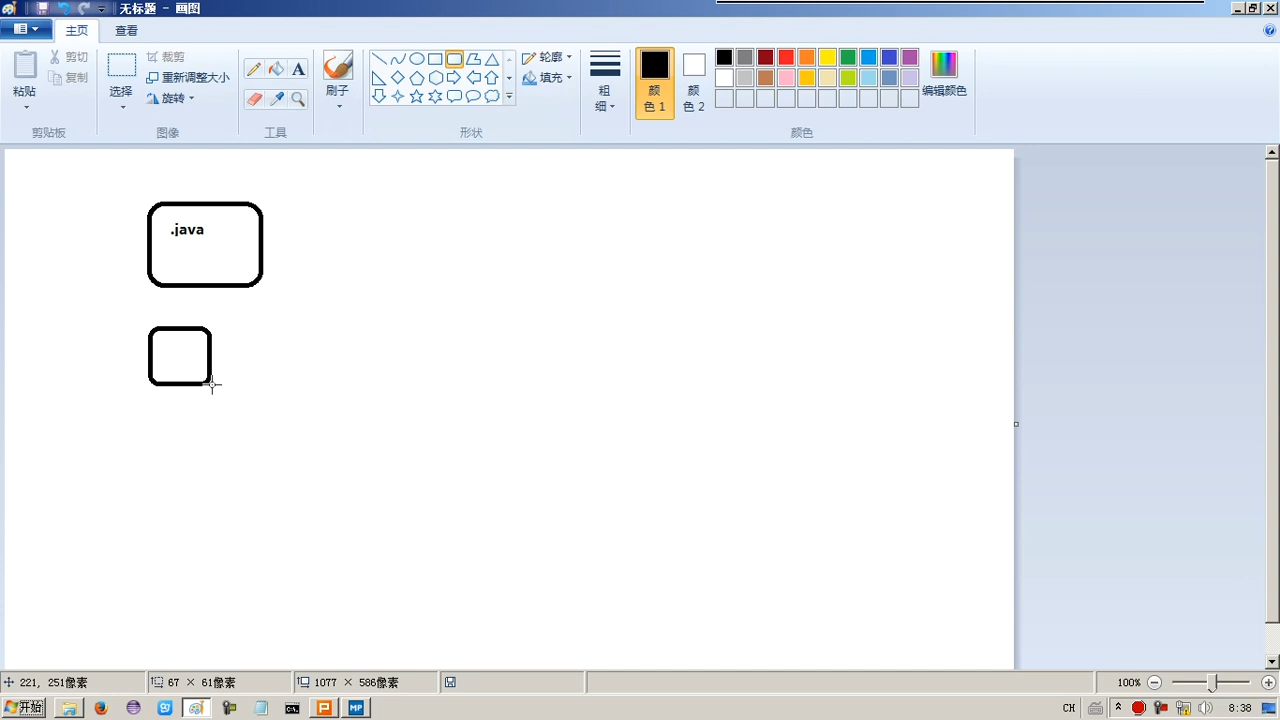 无标题 - 画图
主页
查看
粘贴
剪切
复制
剪贴板
选择
裁剪
重新调整大小
旋转
图像
A
工具
刷子
轮廓
填充
形状
粗
细
颜
色 1
颜
色 2
编辑颜色
颜色
.java
221, 251像素
67 × 61像素
1077 × 586像素
100%
开始
P
MP
CH
8:38